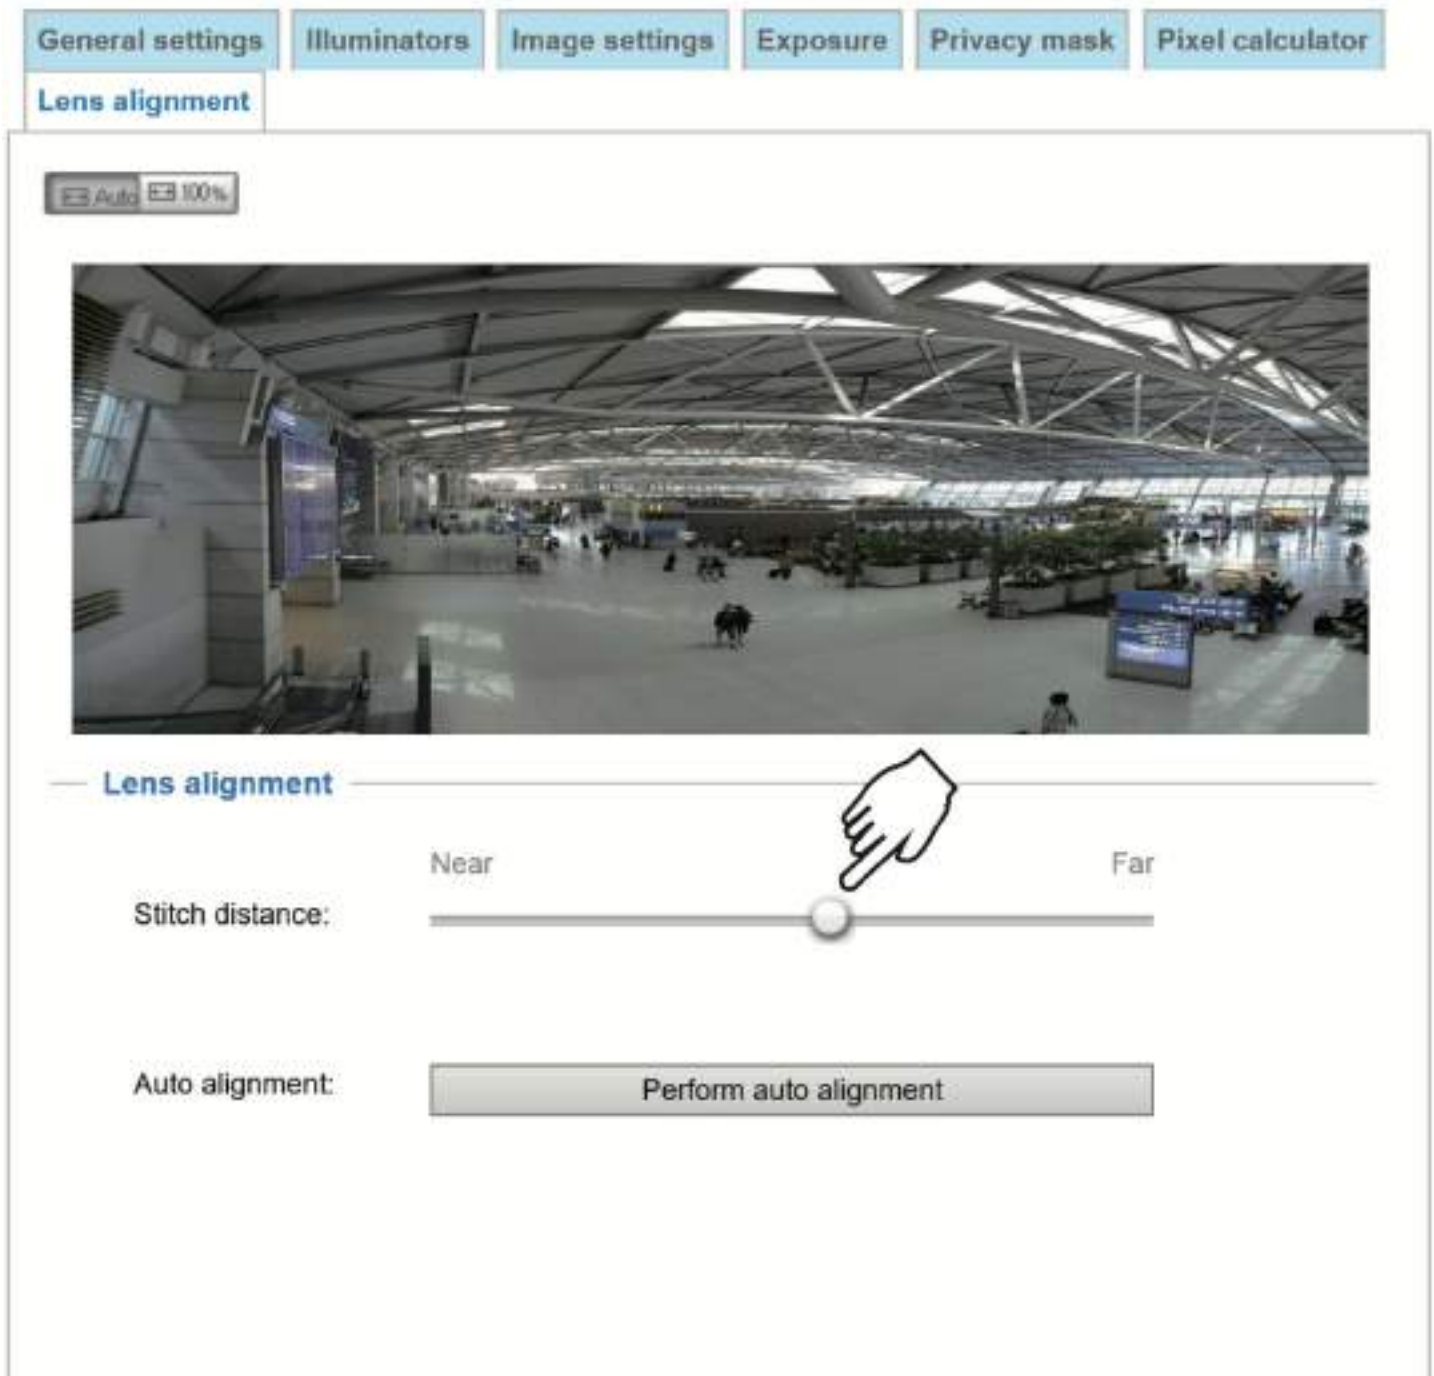 General settings Illuminators Image settings Exposure Privacy mask Pixel calculator
Lens alignment
Auto 100%
Lens alignment
Near Far
Stitch distance:
Auto alignment: Perform auto alignment